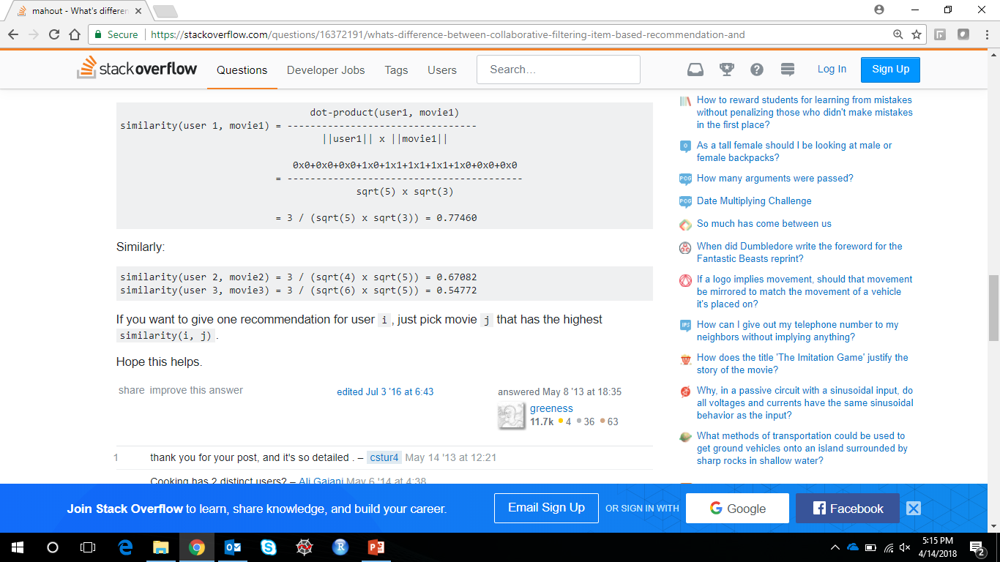 mahout - What's differen
Secure https://stackoverflow.com/questions/16372191/whats-difference-between-collaborative-filtering-item-based-recommendation-and
stackoverflow Questions Developer Jobs Tags Users Search... Log In Sign Up
dot-product(user1, movie1)
similarity(user 1, movie1) = --------------------------------
||user1|| x ||movie1||
0x0+0x0+0x0+1x0+1x1+1x1+1x1+1x0+0x0+0x0
= ----------------------------------------
sqrt(5) x sqrt(3)
= 3 / (sqrt(5) x sqrt(3)) = 0.77460
Similarly:
similarity(user 2, movie2) = 3 / (sqrt(4) x sqrt(5)) = 0.67082
similarity(user 3, movie3) = 3 / (sqrt(6) x sqrt(5)) = 0.54772
If you want to give one recommendation for user i, just pick movie j that has the highest
similarity(i, j).
Hope this helps.
share improve this answer
edited Jul 3 '16 at 6:43
answered May 8 '13 at 18:35
greeness
11.7k 4 36 63
1 thank you for your post, and it's so detailed . – cstur4 May 14 '13 at 12:21
Cooking has 2 distinct users? – Ali Gajani May 6 '14 at 4:38
How to reward students for learning from mistakes
without penalizing those who didn't make mistakes
in the first place?
As a tall female should I be looking at male or
female backpacks?
PCG How many arguments were passed?
PCG Date Multiplying Challenge
So much has come between us
When did Dumbledore write the foreword for the
Fantastic Beasts reprint?
If a logo implies movement, should that movement
be mirrored to match the movement of a vehicle
it's placed on?
IPS How can I give out my telephone number to my
neighbors without implying anything?
How does the title 'The Imitation Game' justify the
story of the movie?
Why, in a passive circuit with a sinusoidal input, do
all voltages and currents have the same sinusoidal
behavior as the input?
What methods of transportation could be used to
get ground vehicles onto an island surrounded by
sharp rocks in shallow water?
Join Stack Overflow to learn, share knowledge, and build your career. Email Sign Up OR SIGN IN WITH Google Facebook
5:15 PM
4/14/2018
2